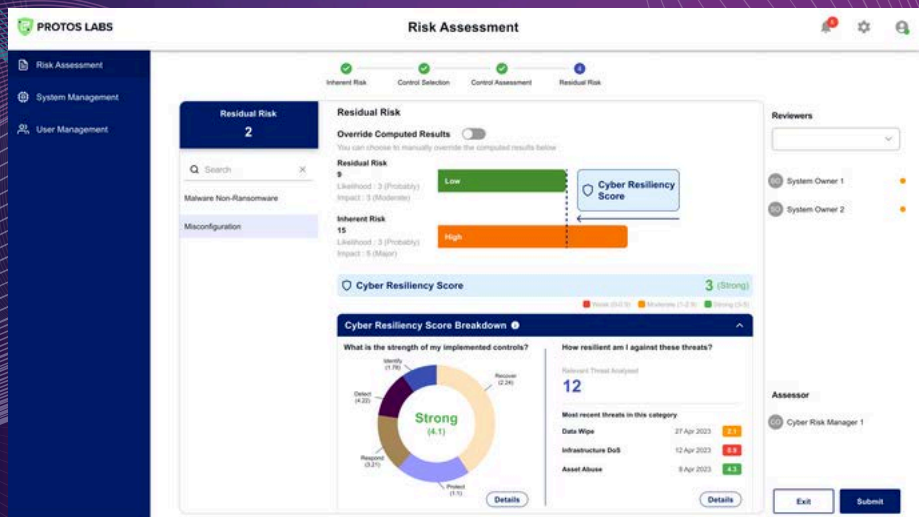 PROTOS LABS
Risk Assessment
6
Risk Assessment
System Management
User Management
Inherent Risk
Control Selection
Control Assessment
4
Residual Risk
Residual Risk
2
Search
Malware Non-Ransomware
Misconfiguration
Residual Risk
Override Computed Results
You can choose to manually override the computed results below
Residual Risk
9
Likelihood : 3 (Probably)
Impact : 3 (Moderate)
Low
Cyber Resiliency
Score
Inherent Risk
15
Likelihood : 3 (Probably)
Impact : 5 (Major)
High
Cyber Resiliency Score
3 (Strong)
Weak (0-0.9)
Moderate (1-2.9)
Strong (3-5)
Cyber Resiliency Score Breakdown
What is the strength of my implemented controls?
Identify
(1.78)
Recover
(2.24)
Detect
(4.22)
Strong
(4.1)
Respond
(3.21)
Protect
(1.1)
Details
How resilient am I against these threats?
Relevant Threat Analysed
12
Most recent threats in this category
Data Wipe 27 Apr 2023 2.1
Infrastructure DoS 12 Apr 2023 0.9
Asset Abuse 8 Apr 2023 4.3
Details
Reviewers
SO System Owner 1
SO System Owner 2
Assessor
CO Cyber Risk Manager 1
Exit
Submit